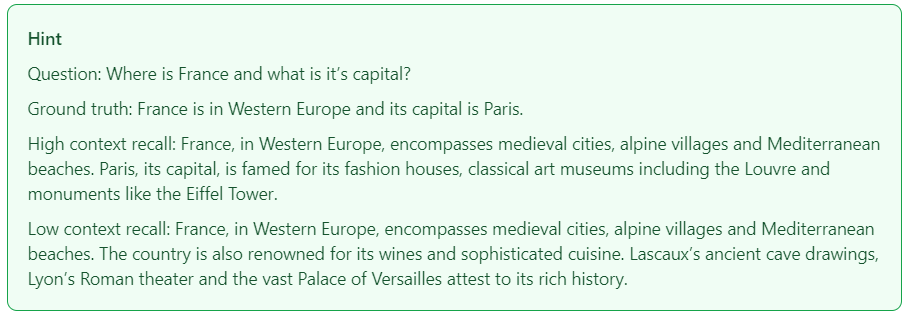 Hint
Question: Where is France and what is it’s capital?
Ground truth: France is in Western Europe and its capital is Paris.
High context recall: France, in Western Europe, encompasses medieval cities, alpine villages and Mediterranean
beaches. Paris, its capital, is famed for its fashion houses, classical art museums including the Louvre and
monuments like the Eiffel Tower.
Low context recall: France, in Western Europe, encompasses medieval cities, alpine villages and Mediterranean
beaches. The country is also renowned for its wines and sophisticated cuisine. Lascaux’s ancient cave drawings,
Lyon’s Roman theater and the vast Palace of Versailles attest to its rich history.